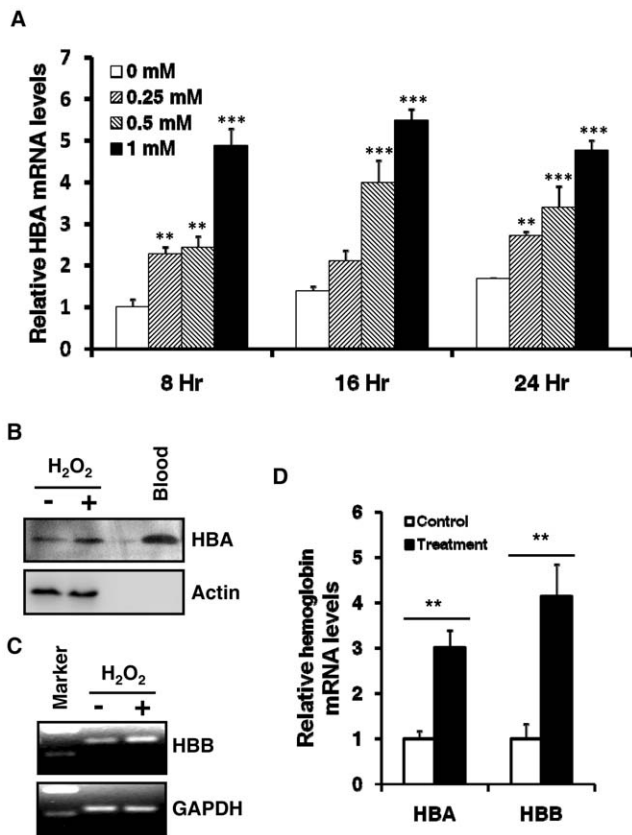 A
Relative HBA mRNA levels
7
6
5
4
3
2
1
0
0 mM
0.25 mM
0.5 mM
1 mM
** ** ***
*** ***
** *** ***
8 Hr 16 Hr 24 Hr
B
H₂O₂
- +
Blood
HBA
Actin
C
Marker
H₂O₂
- +
HBB
GAPDH
D
Relative hemoglobin
mRNA levels
6
5
4
3
2
1
0
Control
Treatment
**
**
HBA HBB